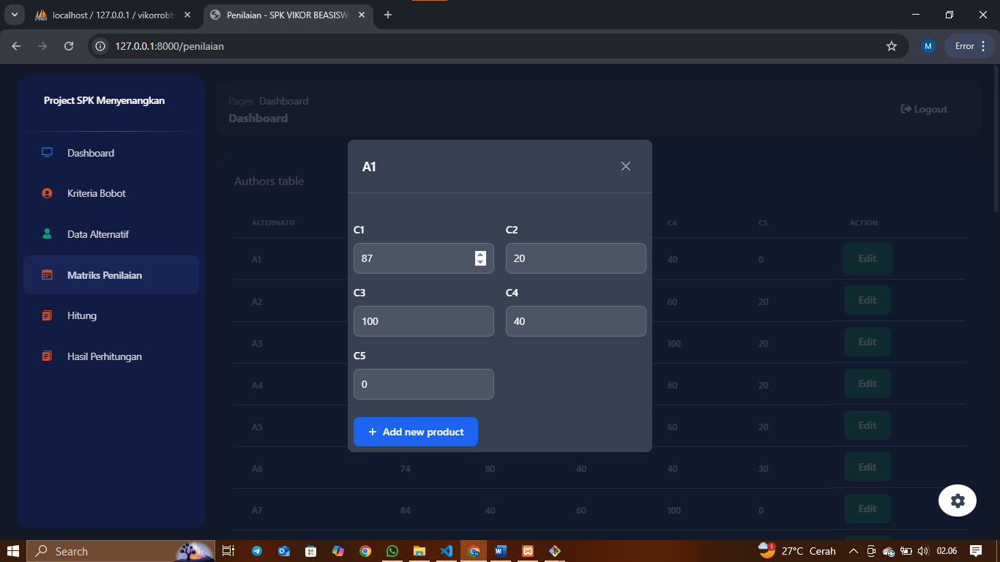 localhost / 127.0.0.1 / vikorrobb
Penilaian - SPK VIKOR BEASISW
127.0.0.1:8000/penilaian
M
Error
Project SPK Menyenangkan
Dashboard
Kriteria Bobot
Data Alternatif
Matriks Penilaian
Hitung
Hasil Perhitungan
Pages Dashboard
Dashboard
Logout
Authors table
ALTERNATIF C4 C5 ACTION
A1 40 0 Edit
A2 60 20 Edit
A3 100 20 Edit
A4 60 20 Edit
A5 60 20 Edit
A6 74 80 40 40 30 Edit
A7 84 40 60 100 0 Edit
A1
C1 C2
87 20
C3 C4
100 40
C5
0
+ Add new product
Search
1
27°C Cerah
02.06